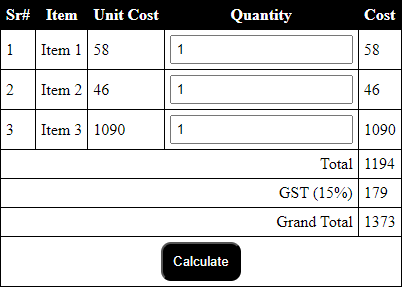 Sr# Item Unit Cost Quantity Cost
1 Item 1 58 1 58
2 Item 2 46 1 46
3 Item 3 1090 1 1090
Total 1194
GST (15%) 179
Grand Total 1373
Calculate